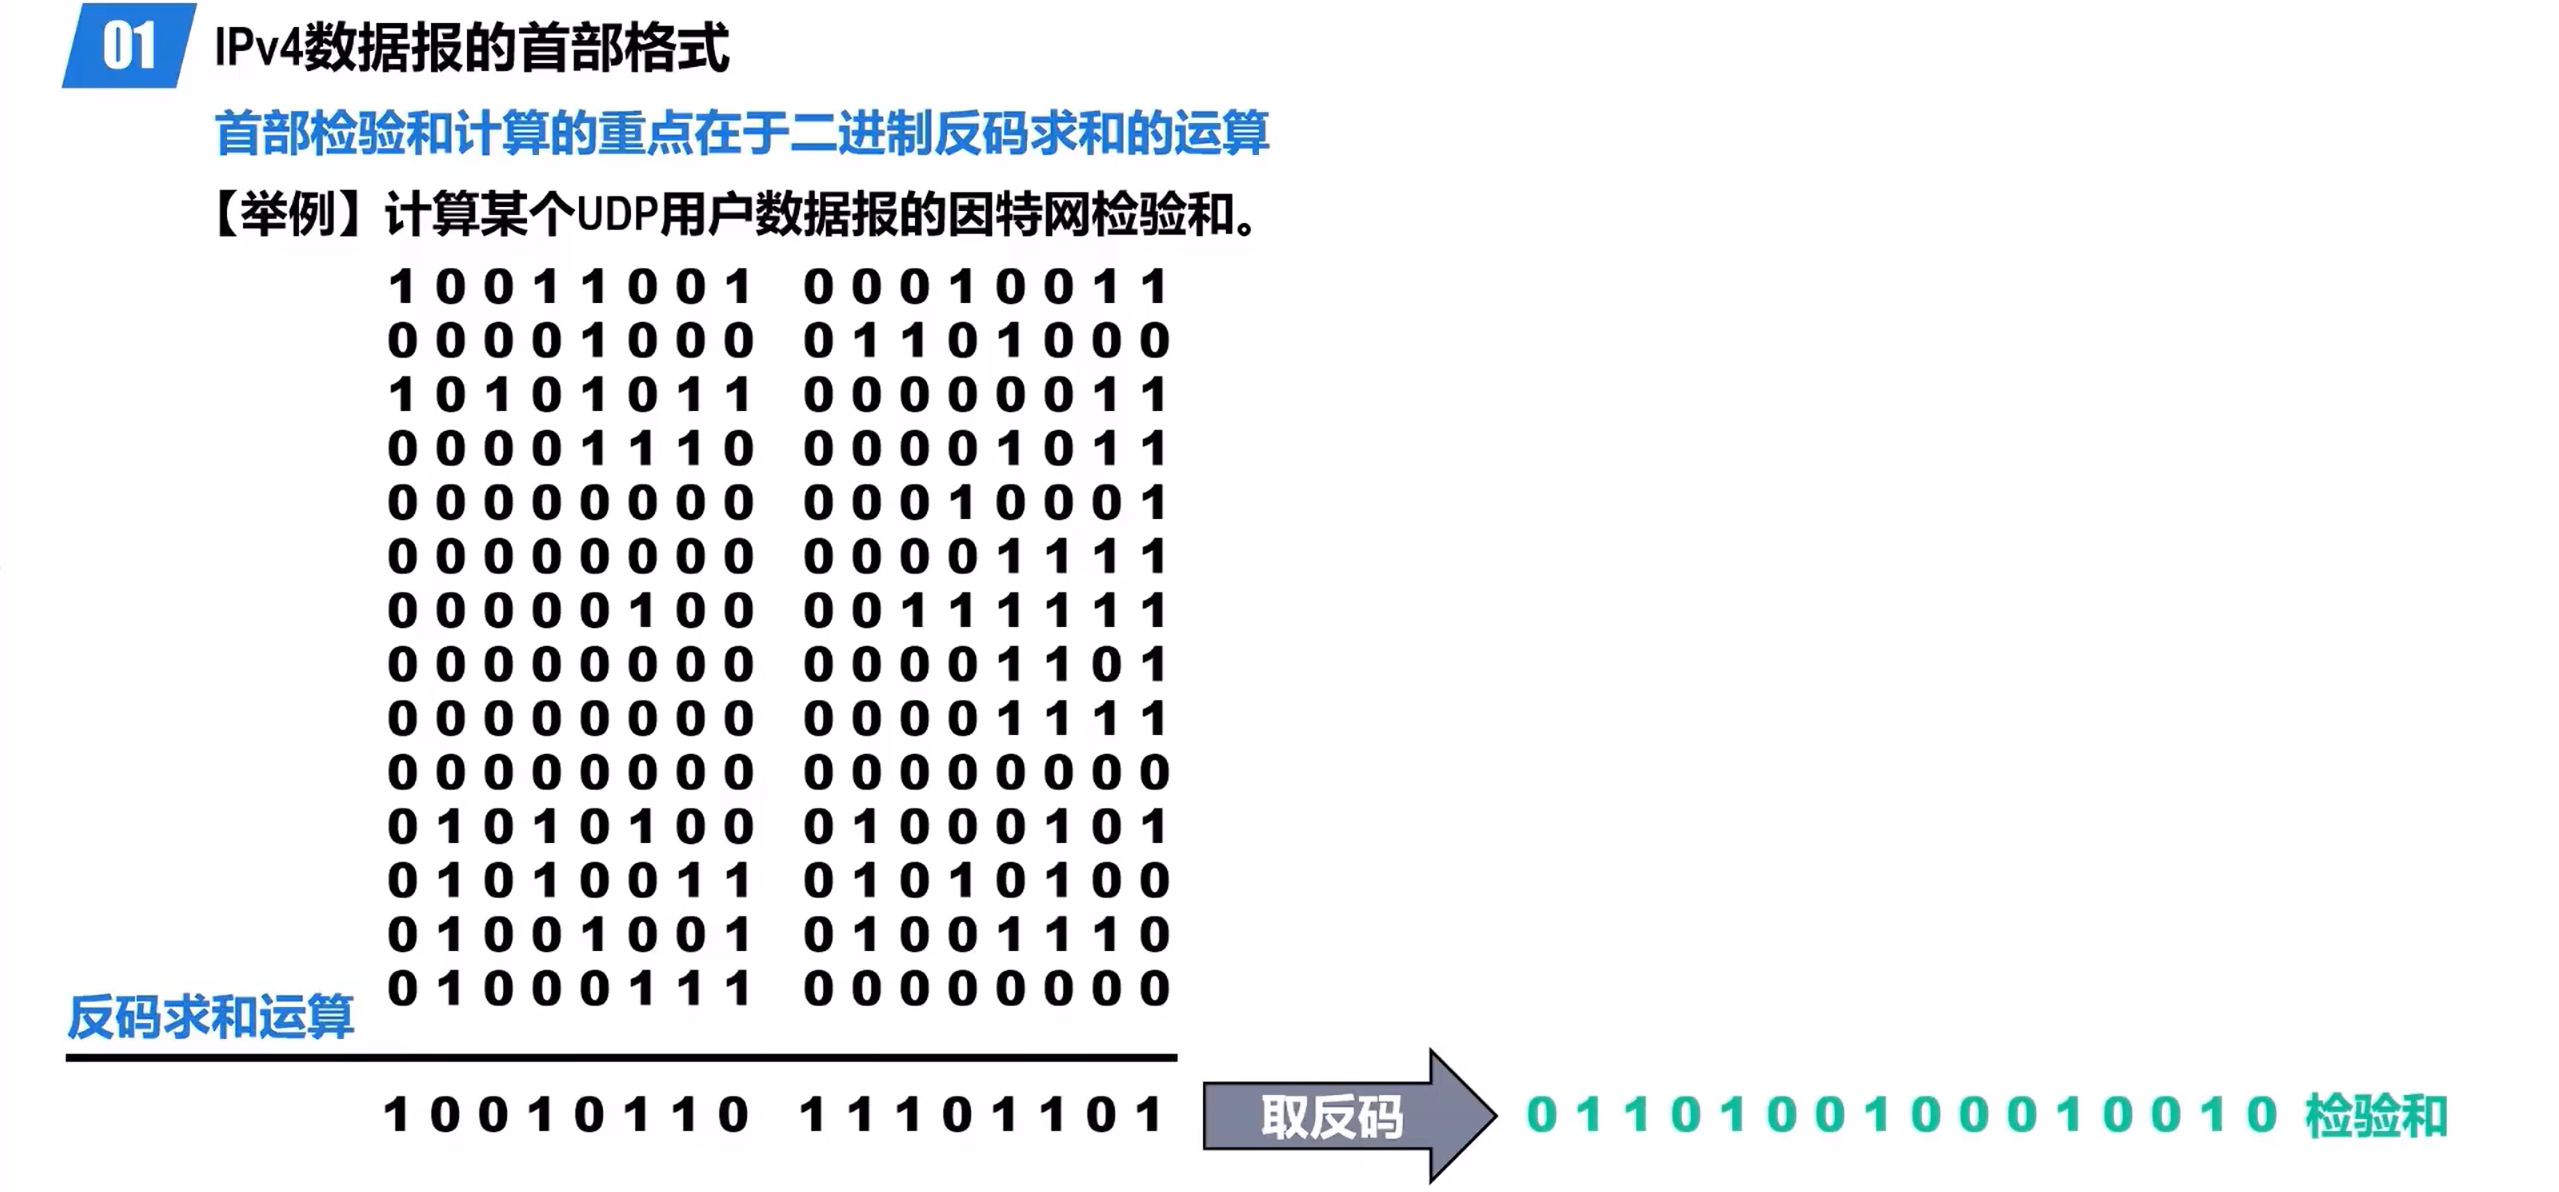 01 IPv4数据报的首部格式
首部检验和计算的重点在于二进制反码求和的运算
【举例】计算某个UDP用户数据报的因特网检验和。
1 0 0 1 1 0 0 1 0 0 0 1 0 0 1 1
0 0 0 0 1 0 0 0 0 1 1 0 1 0 0 0
1 0 1 0 1 0 1 1 0 0 0 0 0 0 1 1
0 0 0 0 1 1 1 0 0 0 0 0 1 0 1 1
0 0 0 0 0 0 0 0 0 0 0 1 0 0 0 1
0 0 0 0 0 0 0 0 0 0 0 0 1 1 1 1
0 0 0 0 0 1 0 0 0 0 1 1 1 1 1 1
0 0 0 0 0 0 0 0 0 0 0 0 1 1 0 1
0 0 0 0 0 0 0 0 0 0 0 0 1 1 1 1
0 0 0 0 0 0 0 0 0 0 0 0 0 0 0 0
0 1 0 1 0 1 0 0 0 1 0 0 0 1 0 1
0 1 0 1 0 0 1 1 0 1 0 1 0 1 0 0
0 1 0 0 1 0 0 1 0 1 0 0 1 1 1 0
0 1 0 0 0 1 1 1 0 0 0 0 0 0 0 0
反码求和运算
1 0 0 1 0 1 1 0 1 1 1 0 1 1 0 1 取反码 0 1 1 0 1 0 0 1 0 0 0 1 0 0 1 0 检验和